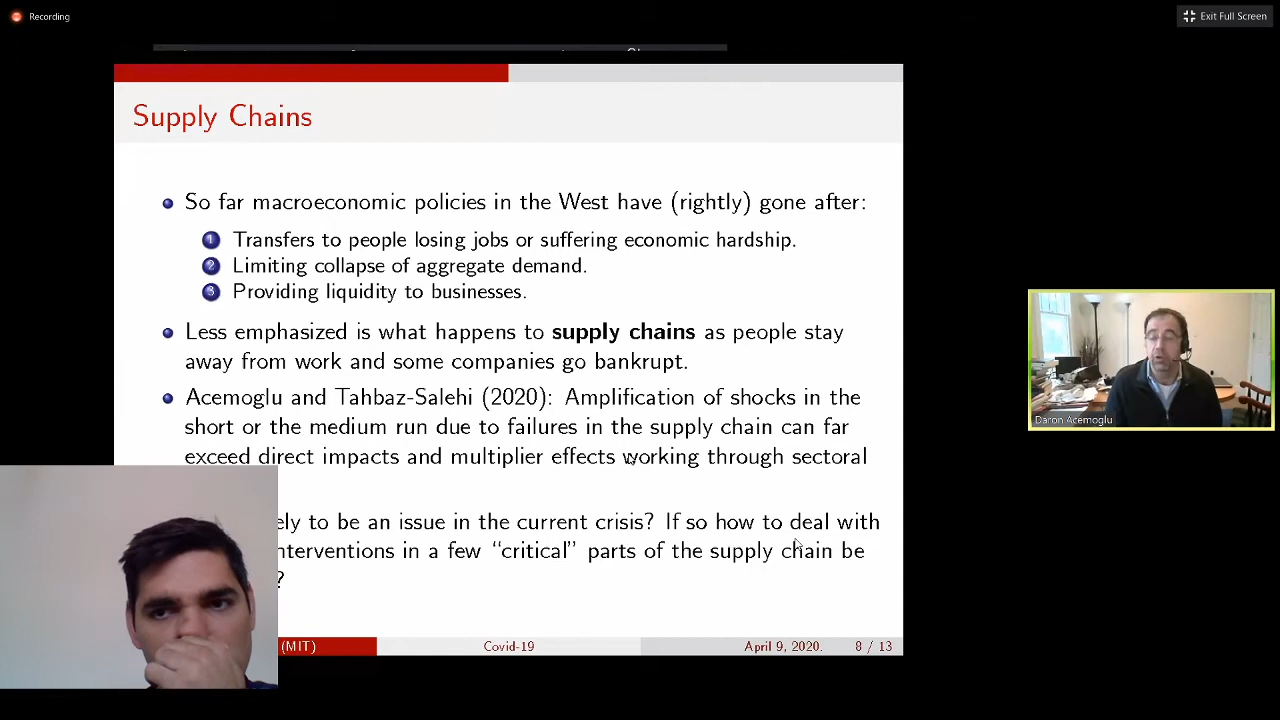 Recording
Exit Full Screen
Supply Chains
So far macroeconomic policies in the West have (rightly) gone after:
1 Transfers to people losing jobs or suffering economic hardship.
2 Limiting collapse of aggregate demand.
3 Providing liquidity to businesses.
Less emphasized is what happens to supply chains as people stay
away from work and some companies go bankrupt.
Acemoglu and Tahbaz-Salehi (2020): Amplification of shocks in the
short or the medium run due to failures in the supply chain can far
exceed direct impacts and multiplier effects working through sectoral
to be an issue in the current crisis? If so how to deal with
nterventions in a few “critical” parts of the supply chain be
?
Daron Acemoglu
(MIT)
Covid-19
April 9, 2020.
8 / 13